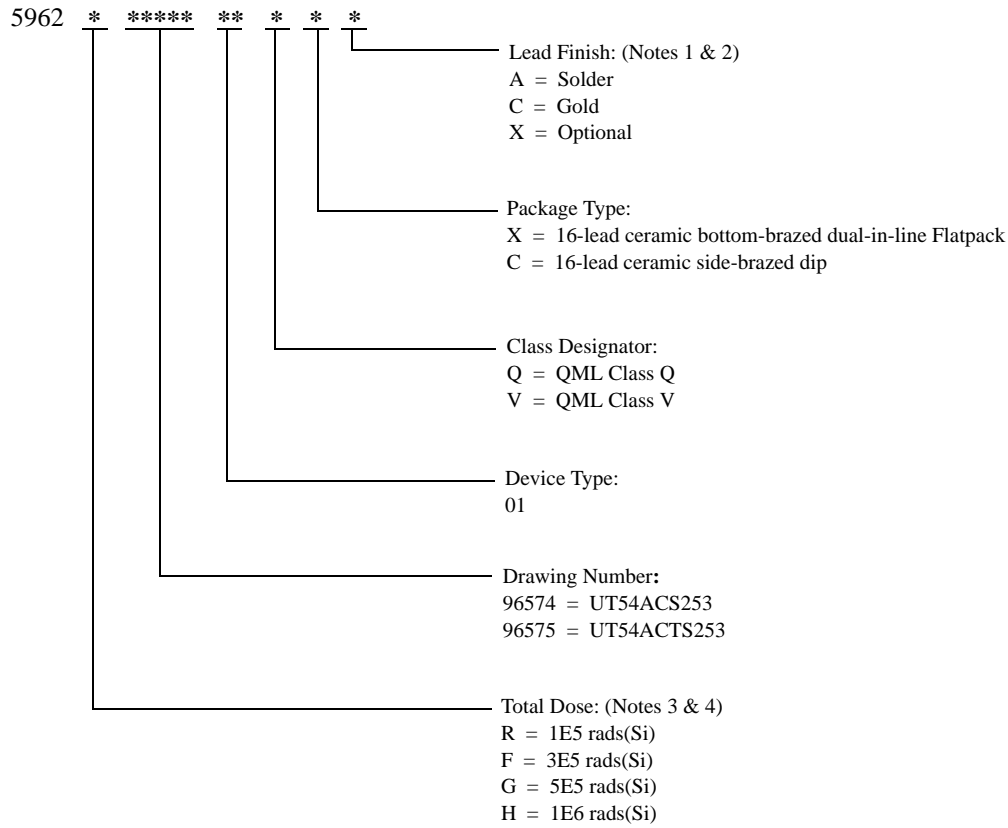 5962 * ***** ** * * *
Lead Finish: (Notes 1 & 2)
A = Solder
C = Gold
X = Optional
Package Type:
X = 16-lead ceramic bottom-brazed dual-in-line Flatpack
C = 16-lead ceramic side-brazed dip
Class Designator:
Q = QML Class Q
V = QML Class V
Device Type:
01
Drawing Number:
96574 = UT54ACS253
96575 = UT54ACTS253
Total Dose: (Notes 3 & 4)
R = 1E5 rads(Si)
F = 3E5 rads(Si)
G = 5E5 rads(Si)
H = 1E6 rads(Si)